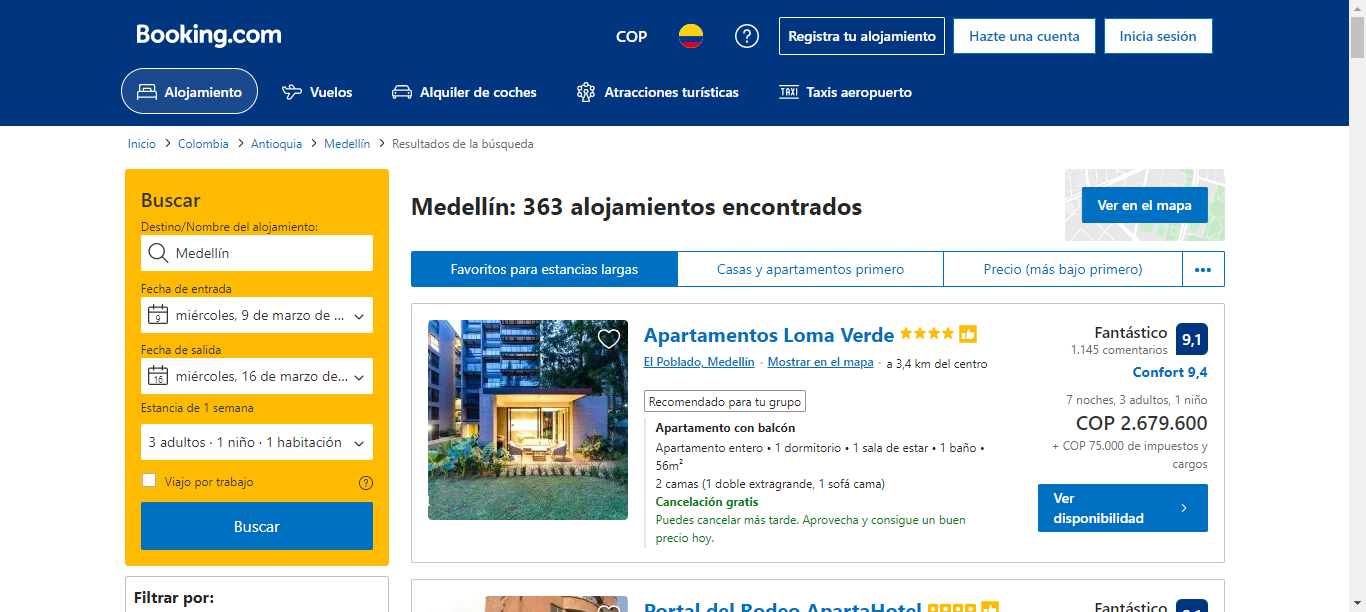 Booking.com
COP
?
Registra tu alojamiento
Hazte una cuenta
Inicia sesión
Alojamiento
Vuelos
Alquiler de coches
Atracciones turísticas
TAXI Taxis aeropuerto
Inicio > Colombia > Antioquia > Medellín > Resultados de la búsqueda
Buscar
Destino/Nombre del alojamiento:
Medellín
Fecha de entrada
9 miércoles, 9 de marzo de ...
Fecha de salida
16 miércoles, 16 de marzo de...
Estancia de 1 semana
3 adultos · 1 niño · 1 habitación
Viajo por trabajo
?
Buscar
Filtrar por:
Medellín: 363 alojamientos encontrados
Ver en el mapa
Favoritos para estancias largas
Casas y apartamentos primero
Precio (más bajo primero)
Apartamentos Loma Verde
El Poblado, Medellín · Mostrar en el mapa · a 3,4 km del centro
Recomendado para tu grupo
Apartamento con balcón
Apartamento entero • 1 dormitorio • 1 sala de estar • 1 baño •
56m²
2 camas (1 doble extragrande, 1 sofá cama)
Cancelación gratis
Puedes cancelar más tarde. Aprovecha y consigue un buen
precio hoy.
Fantástico
1.145 comentarios
9,1
Confort 9,4
7 noches, 3 adultos, 1 niño
COP 2.679.600
+ COP 75.000 de impuestos y
cargos
Ver
disponibilidad
Portal del Rodeo ApartaHotel
Fantástico